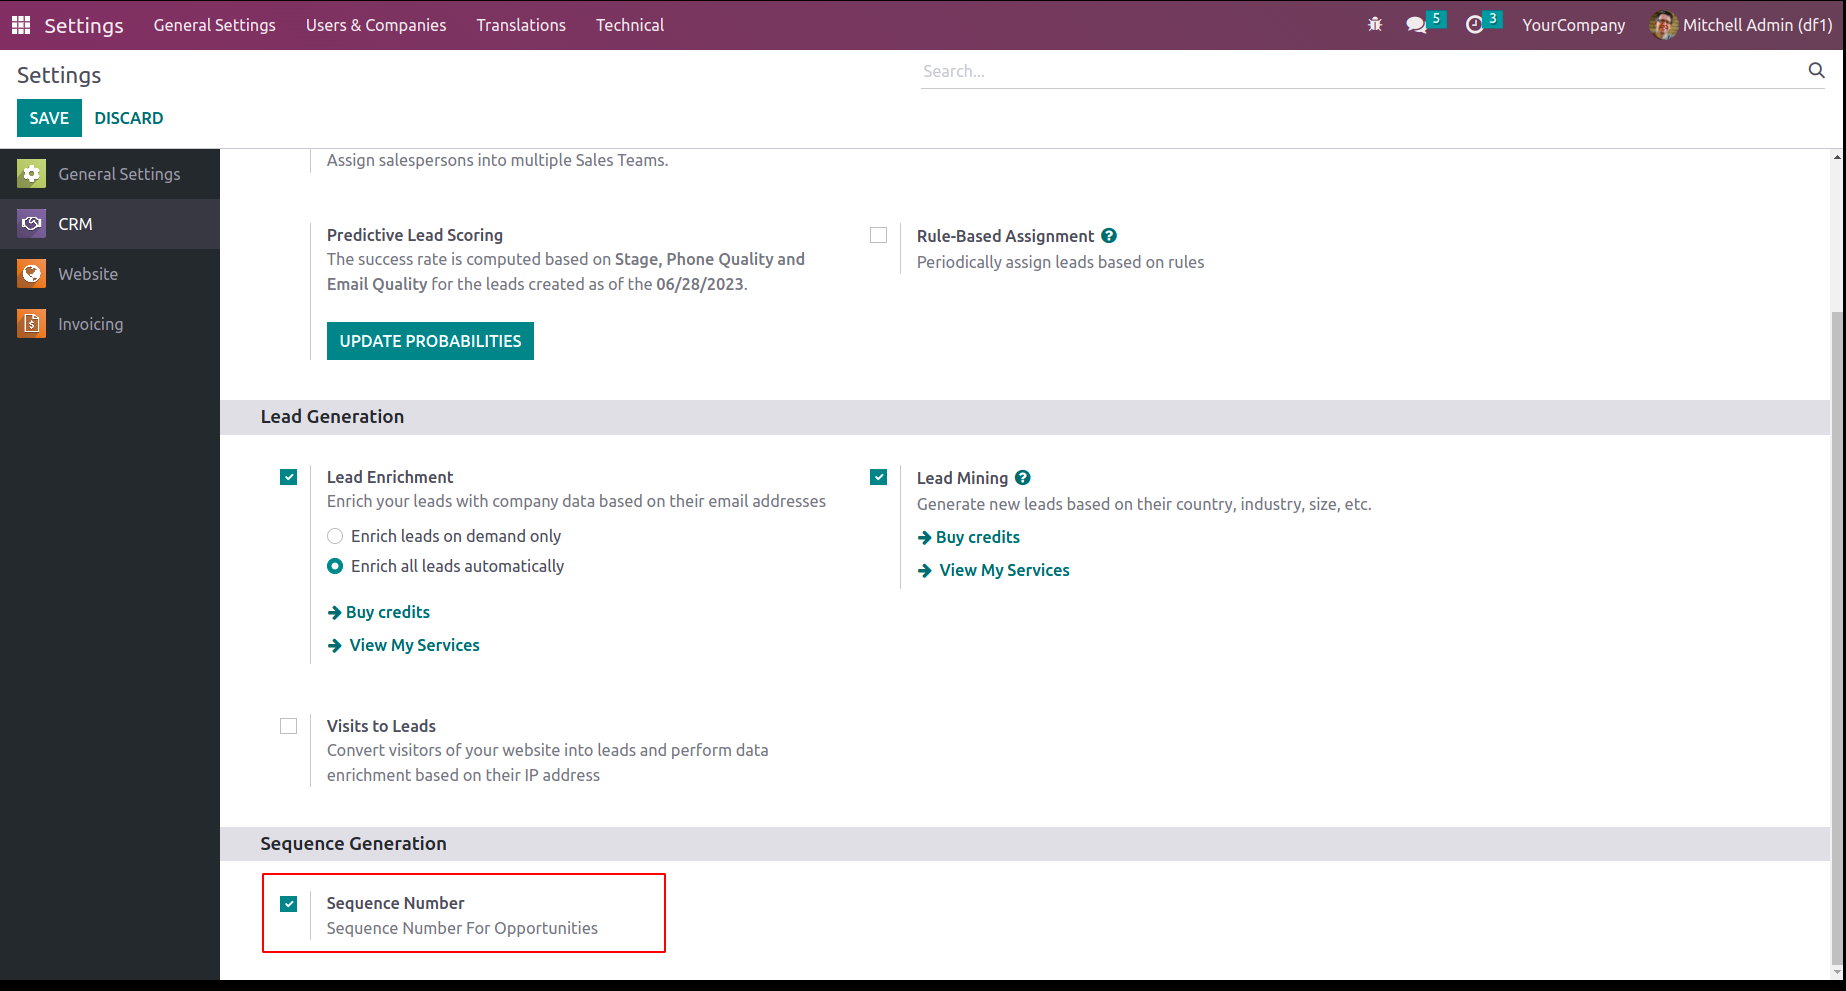 Settings General Settings Users & Companies Translations Technical 5 3 YourCompany Mitchell Admin (df1)
Settings
Search...
SAVE DISCARD
General Settings
CRM
Website
Invoicing
Assign salespersons into multiple Sales Teams.
Predictive Lead Scoring
The success rate is computed based on Stage, Phone Quality and
Email Quality for the leads created as of the 06/28/2023.
UPDATE PROBABILITIES
Rule-Based Assignment ?
Periodically assign leads based on rules
Lead Generation
Lead Enrichment
Enrich your leads with company data based on their email addresses
Enrich leads on demand only
Enrich all leads automatically
Buy credits
View My Services
Lead Mining ?
Generate new leads based on their country, industry, size, etc.
Buy credits
View My Services
Visits to Leads
Convert visitors of your website into leads and perform data
enrichment based on their IP address
Sequence Generation
Sequence Number
Sequence Number For Opportunities